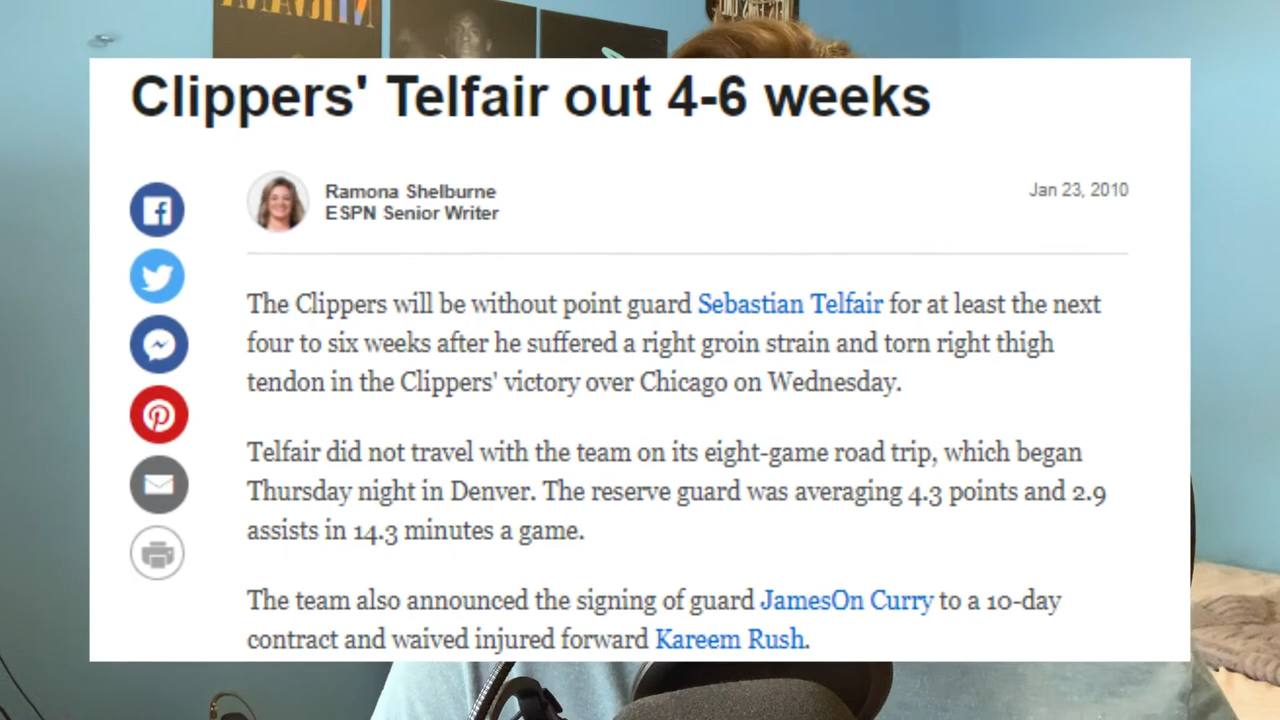 Clippers' Telfair out 4-6 weeks
Ramona Shelburne
ESPN Senior Writer
Jan 23, 2010
The Clippers will be without point guard Sebastian Telfair for at least the next
four to six weeks after he suffered a right groin strain and torn right thigh
tendon in the Clippers' victory over Chicago on Wednesday.
Telfair did not travel with the team on its eight-game road trip, which began
Thursday night in Denver. The reserve guard was averaging 4.3 points and 2.9
assists in 14.3 minutes a game.
The team also announced the signing of guard JamesOn Curry to a 10-day
contract and waived injured forward Kareem Rush.